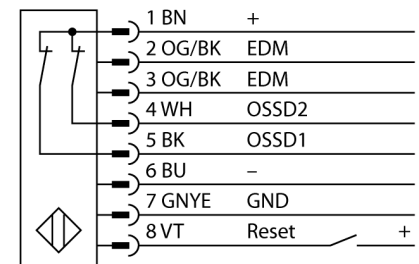 1 BN +
2 OG/BK EDM
3 OG/BK EDM
4 WH OSSD2
5 BK OSSD1
6 BU –
7 GNYE GND
8 VT Reset +